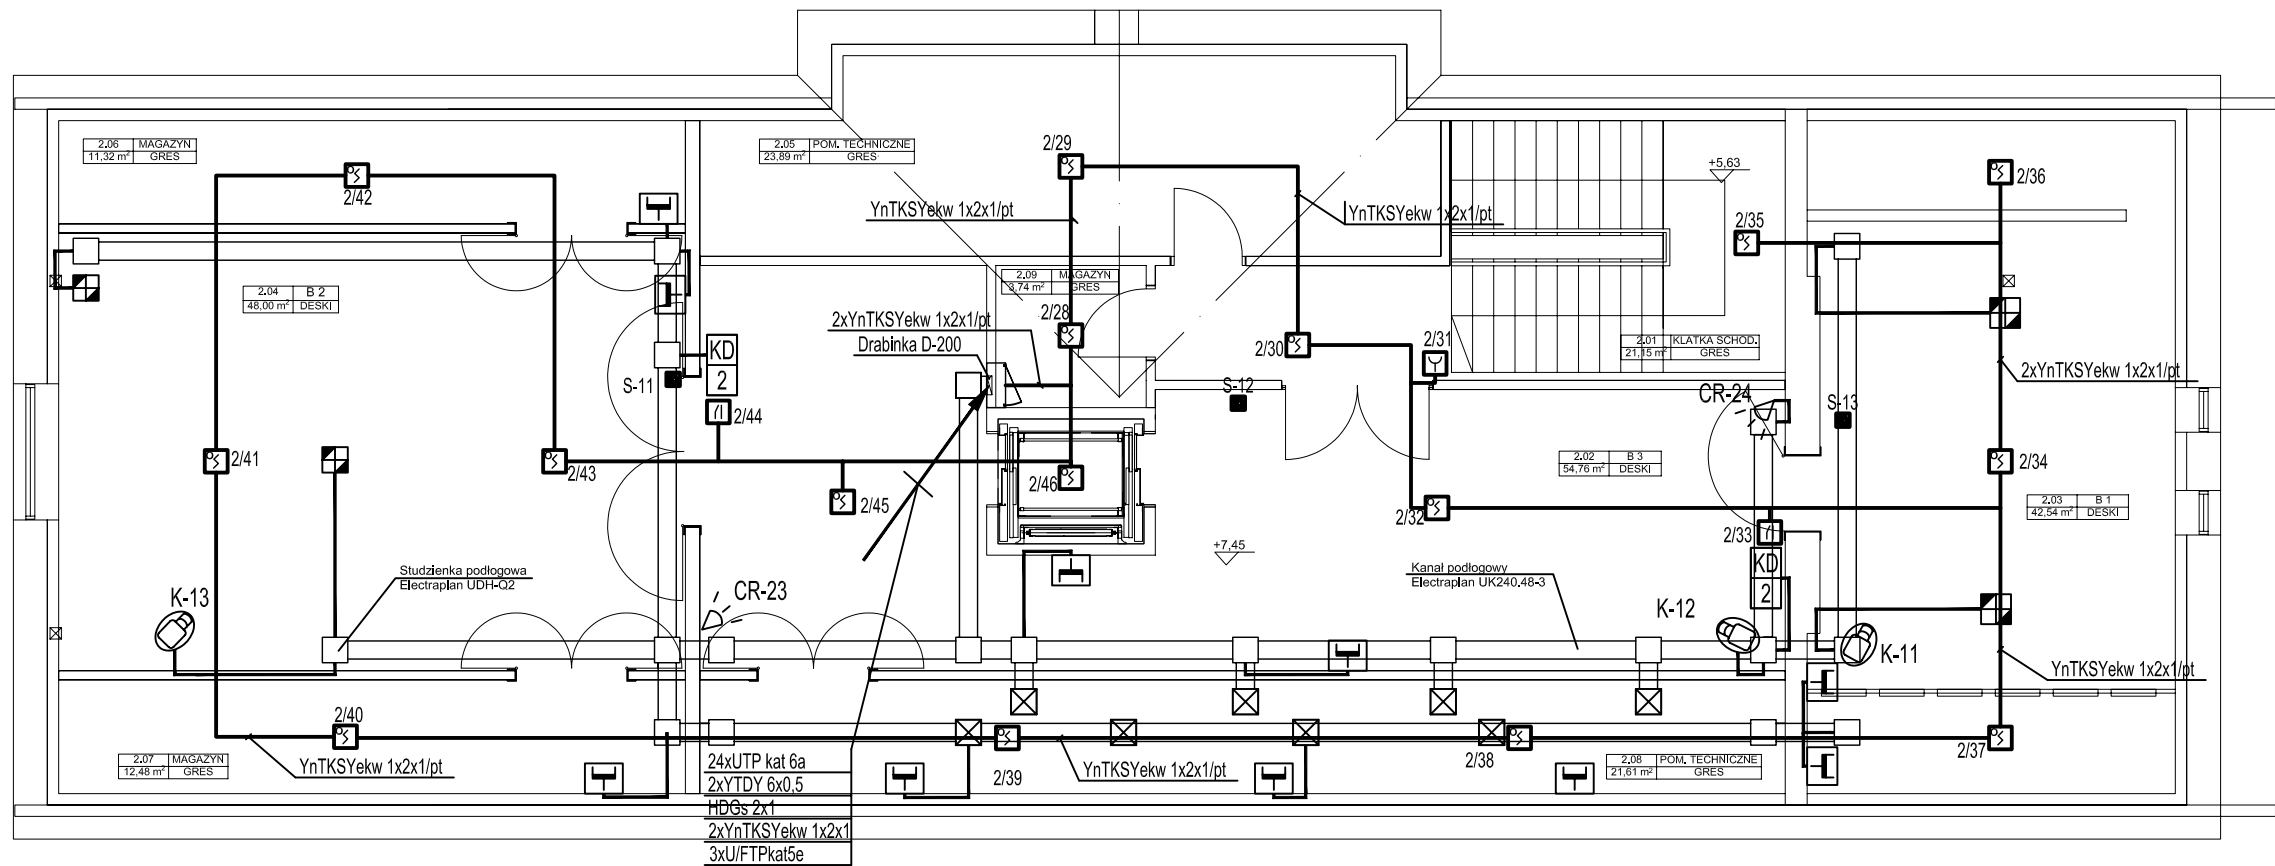 2.06 MAGAZYN
11,32 m² GRES
2/42
2.05 POM. TECHNICZNE
23,89 m² GRES
2/29
YnTKSYekw 1x2x1/pt
YnTKSYekw 1x2x1/pt
+5,63
2/36
2/35
2.04 B 2
48,00 m² DESKI
2.09 MAGAZYN
3,74 m² GRES
2/28
2xYnTKSYekw 1x2x1/pt
Drabinka D-200
2/30
2/31
2.01 KLATKA SCHOD.
21,15 m² GRES
2xYnTKSYekw 1x2x1/pt
KD
2
S-11
S-12
CR-24
S-13
2/44
2/41
2/43
2/45
2/46
2/32
2.02 B 3
54,76 m² DESKI
2/34
2.03 B 1
42,54 m² DESKI
2/33
KD
2
+7,45
Studzienka podłogowa
Electraplan UDH-Q2
Kanał podłogowy
Electraplan UK240.48-3
K-13
CR-23
K-12
K-11
YnTKSYekw 1x2x1/pt
2/40
2/39
2/38
2/37
2.07 MAGAZYN
12,48 m² GRES
YnTKSYekw 1x2x1/pt
YnTKSYekw 1x2x1/pt
2.08 POM. TECHNICZNE
21,61 m² GRES
24xUTP kat 6a
2xYTDY 6x0,5
HDGs 2x1
2xYnTKSYekw 1x2x1
3xU/FTPkat5e